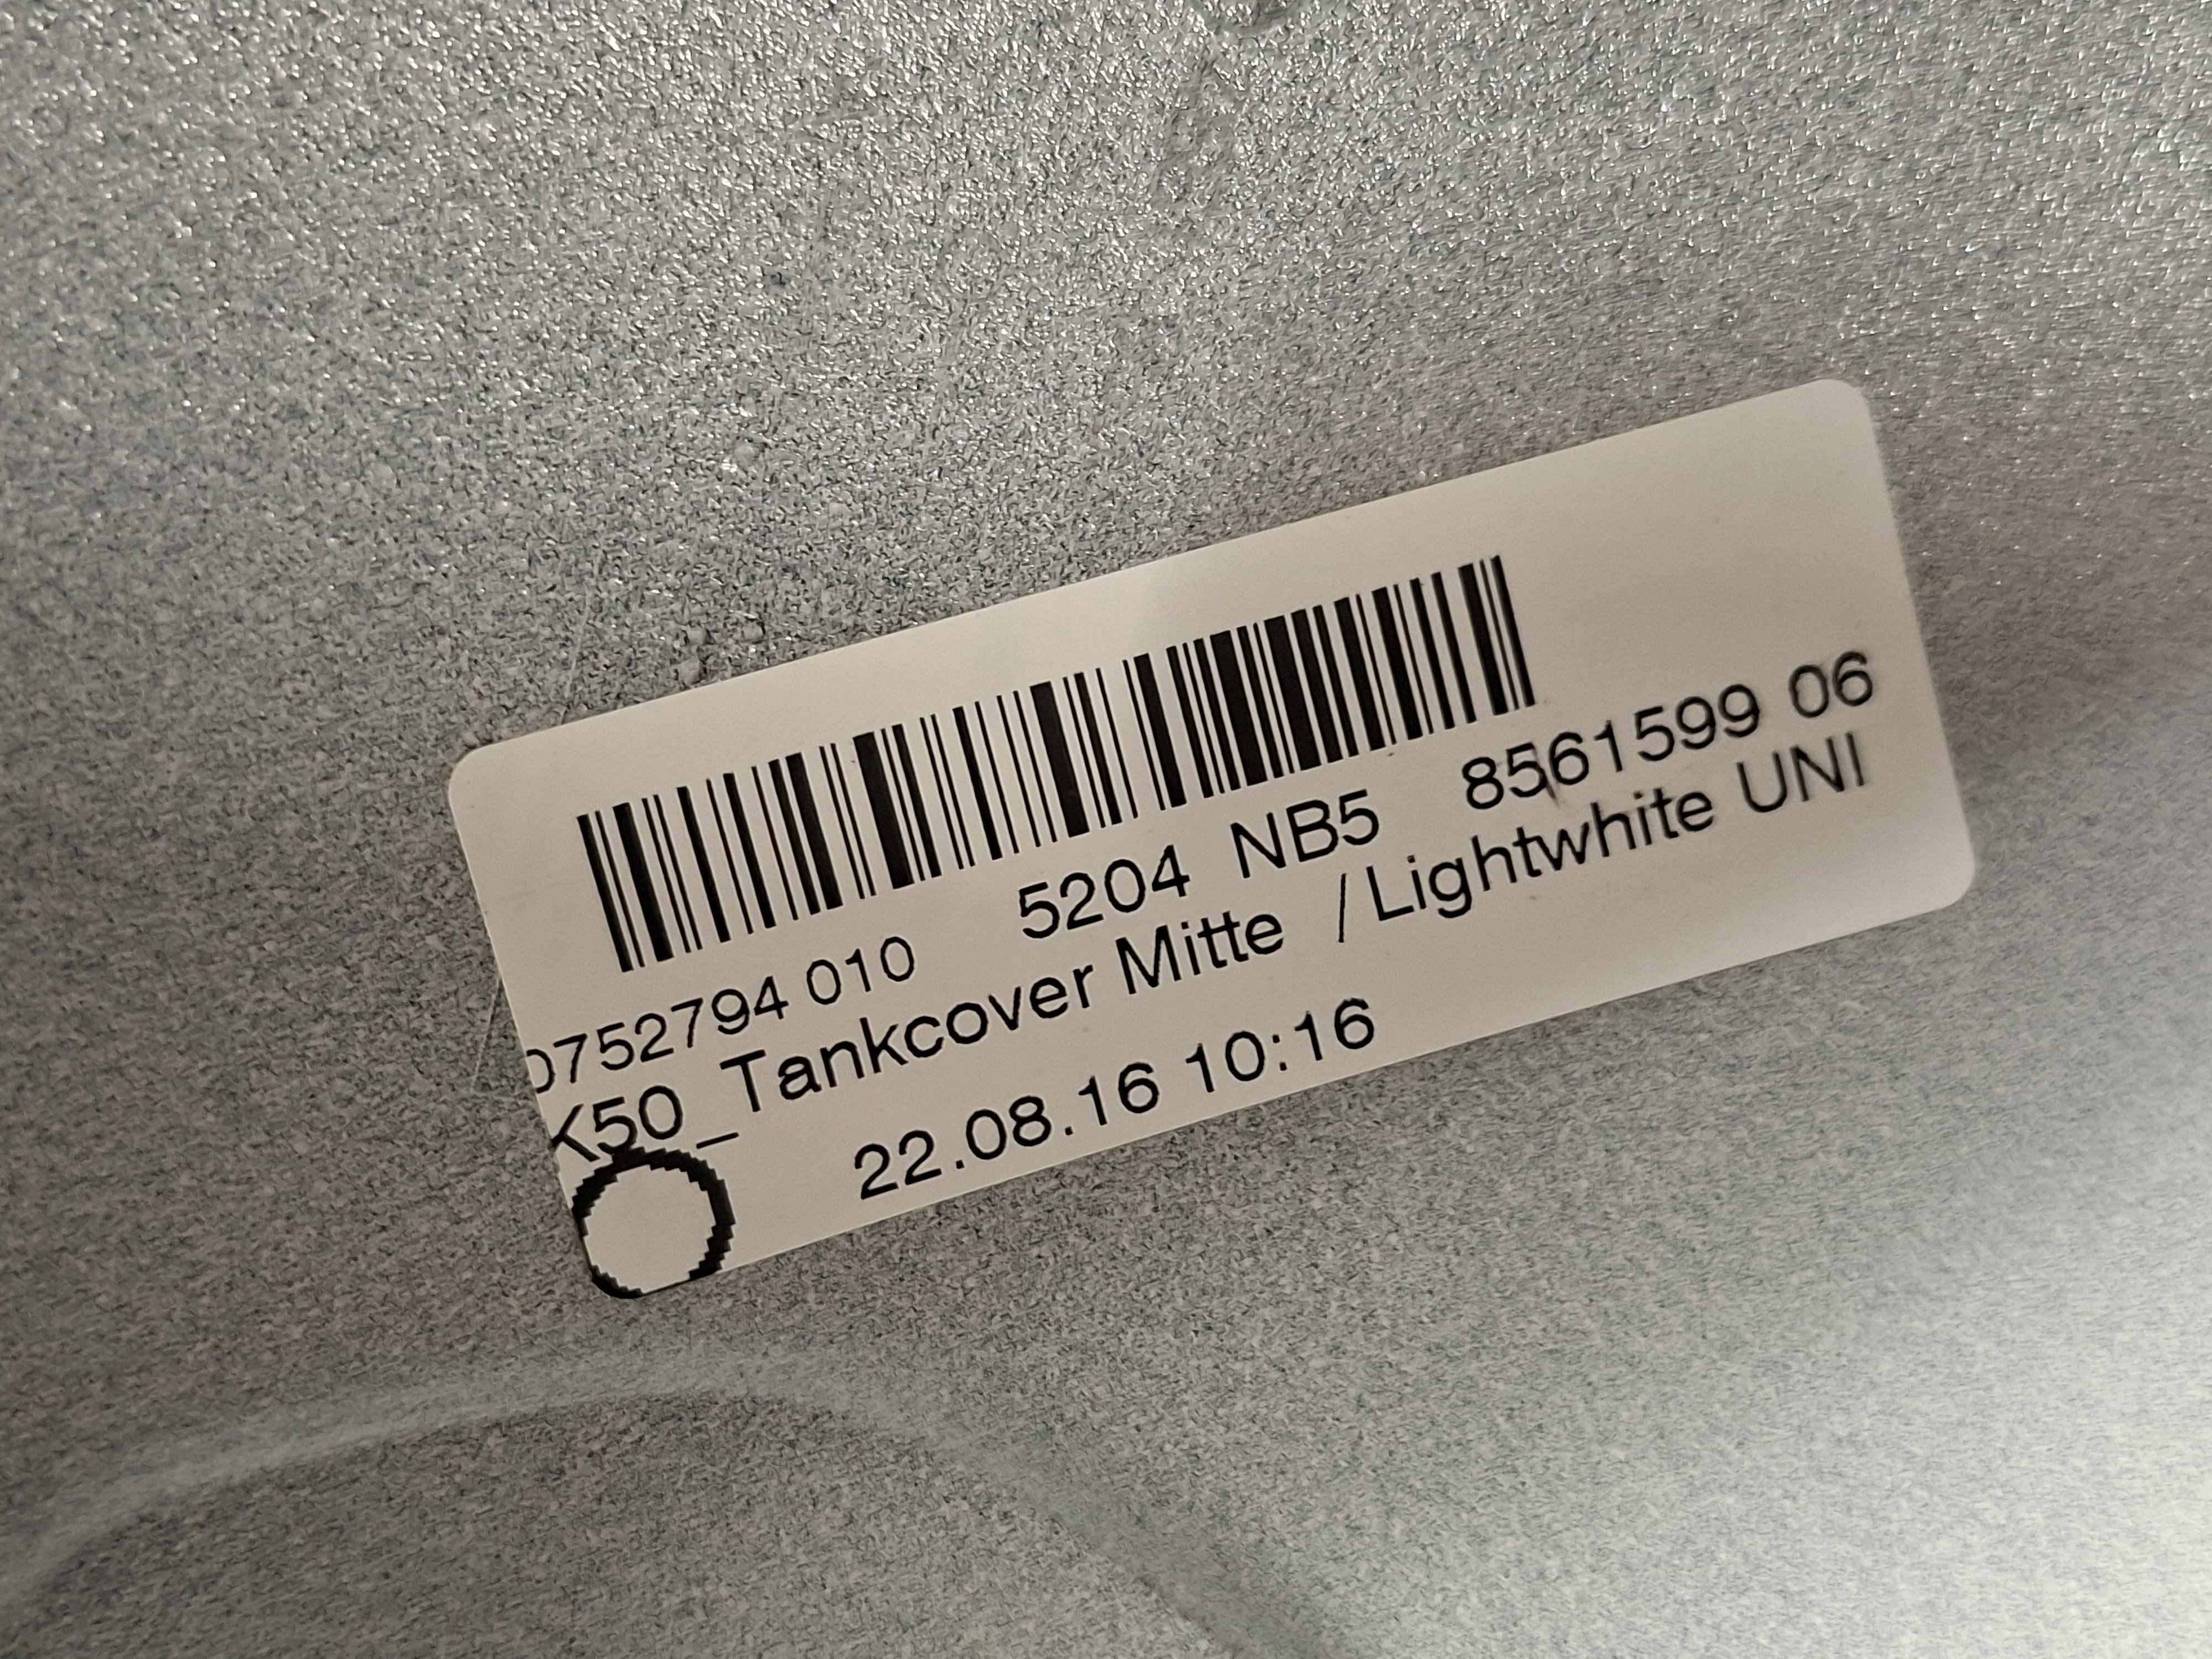 0752794 010 5204 NB5 8561599 06
K50_Tankcover Mitte /Lightwhite UNI
22.08.16 10:16